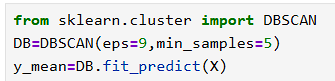 from sklearn.cluster import DBSCAN
DB=DBSCAN(eps=9,min_samples=5)
y_mean=DB.fit_predict(X)